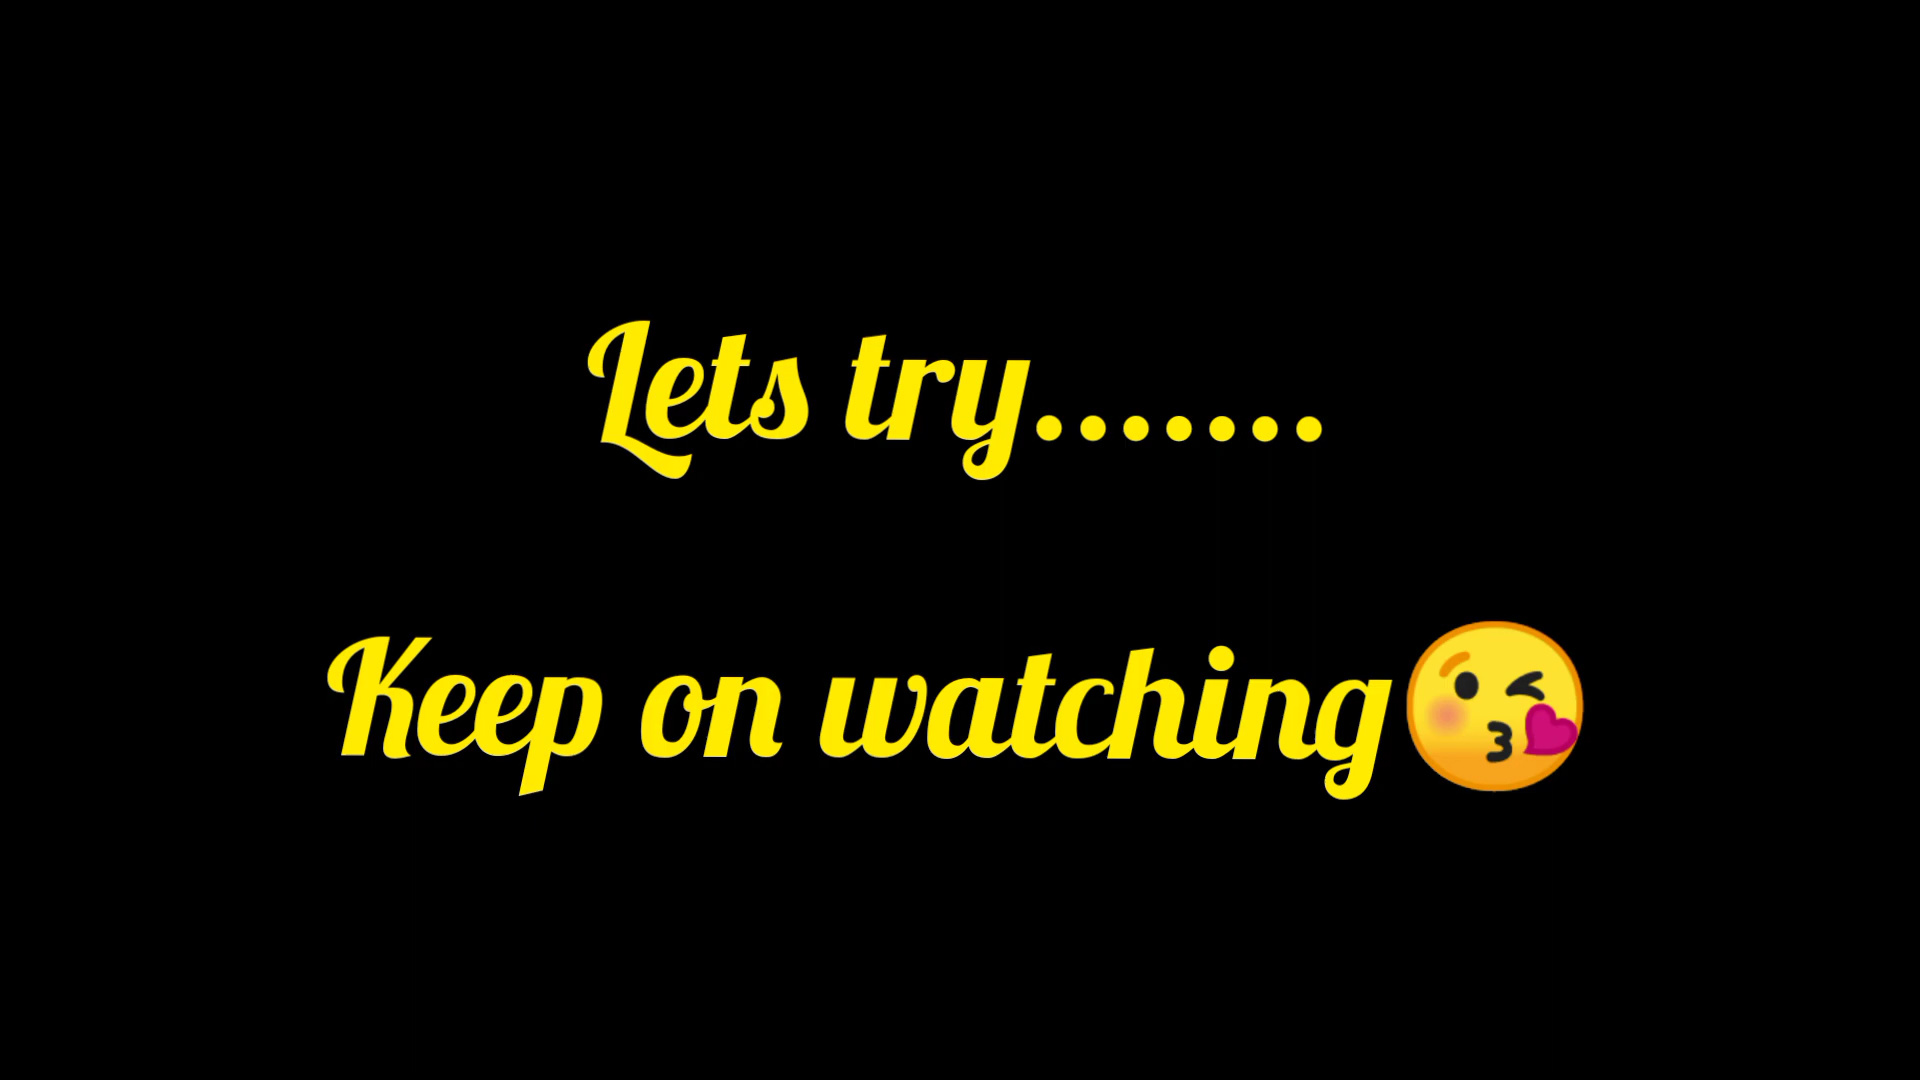 Lets try.......
Keep on watching😘